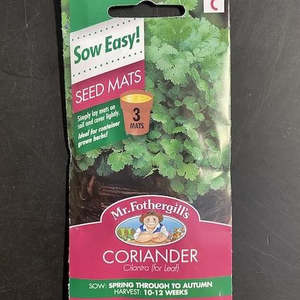 C
Sow Easy!
SEED MATS
Simply lay mats on
soil and cover lightly.
Ideal for container
grown herbs!
3
MATS
Mr. Fothergill's
CORIANDER
Cilantro (for Leaf)
SOW: SPRING THROUGH TO AUTUMN
HARVEST: 10-12 WEEKS